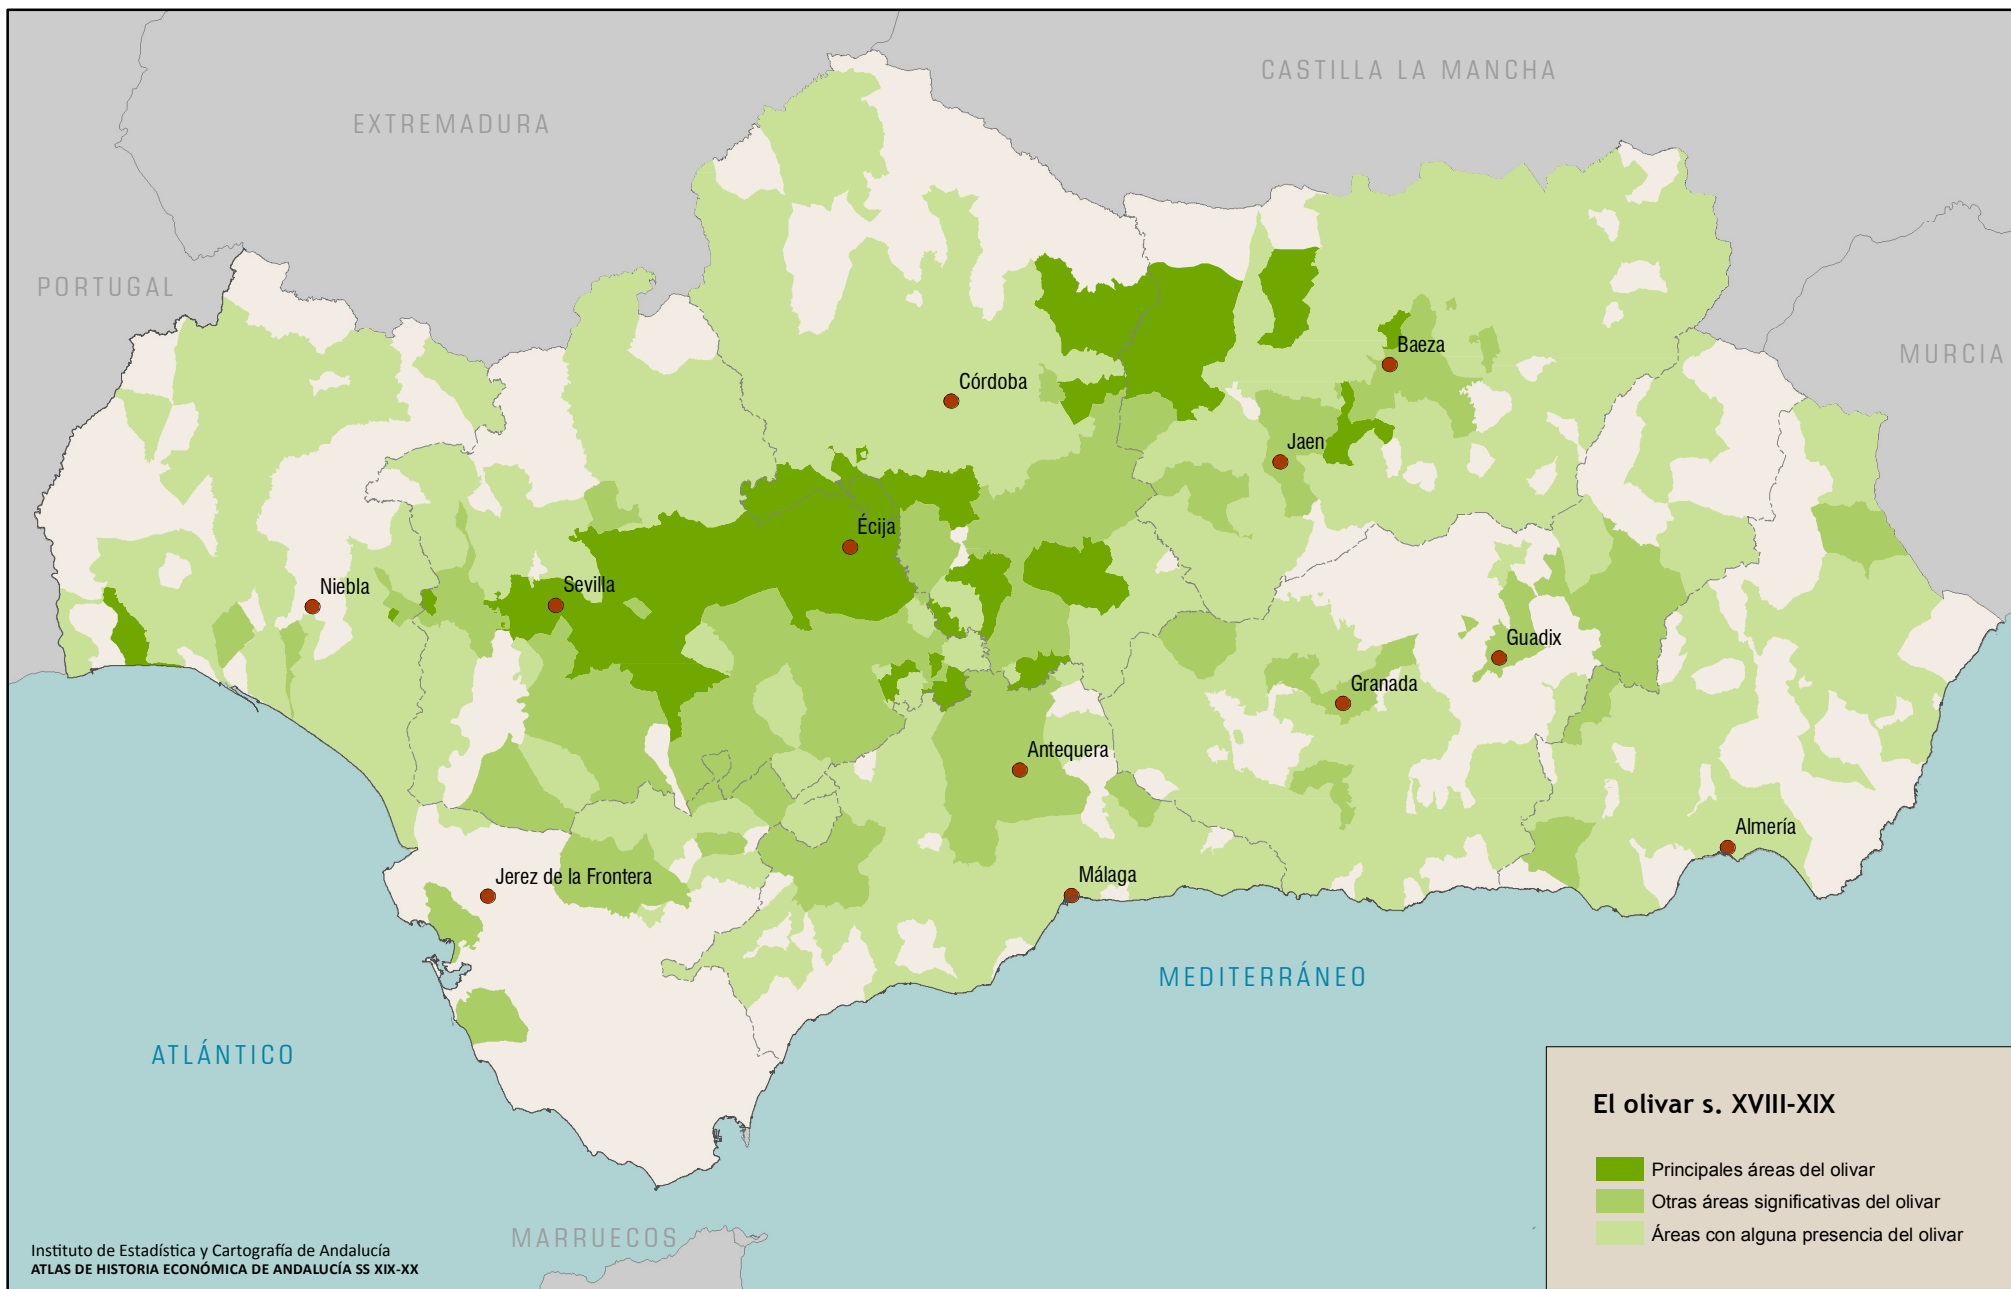 CASTILLA LA MANCHA
EXTREMADURA
PORTUGAL
MURCIA
Baeza
Córdoba
Jaen
Écija
Niebla
Sevilla
Guadix
Granada
Antequera
Almería
Málaga
Jerez de la Frontera
MEDITERRÁNEO
ATLÁNTICO
MARRUECOS
El olivar s. XVIII-XIX
Principales áreas del olivar
Otras áreas significativas del olivar
Áreas con alguna presencia del olivar
Instituto de Estadística y Cartografía de Andalucía
ATLAS DE HISTORIA ECONÓMICA DE ANDALUCÍA SS XIX-XX